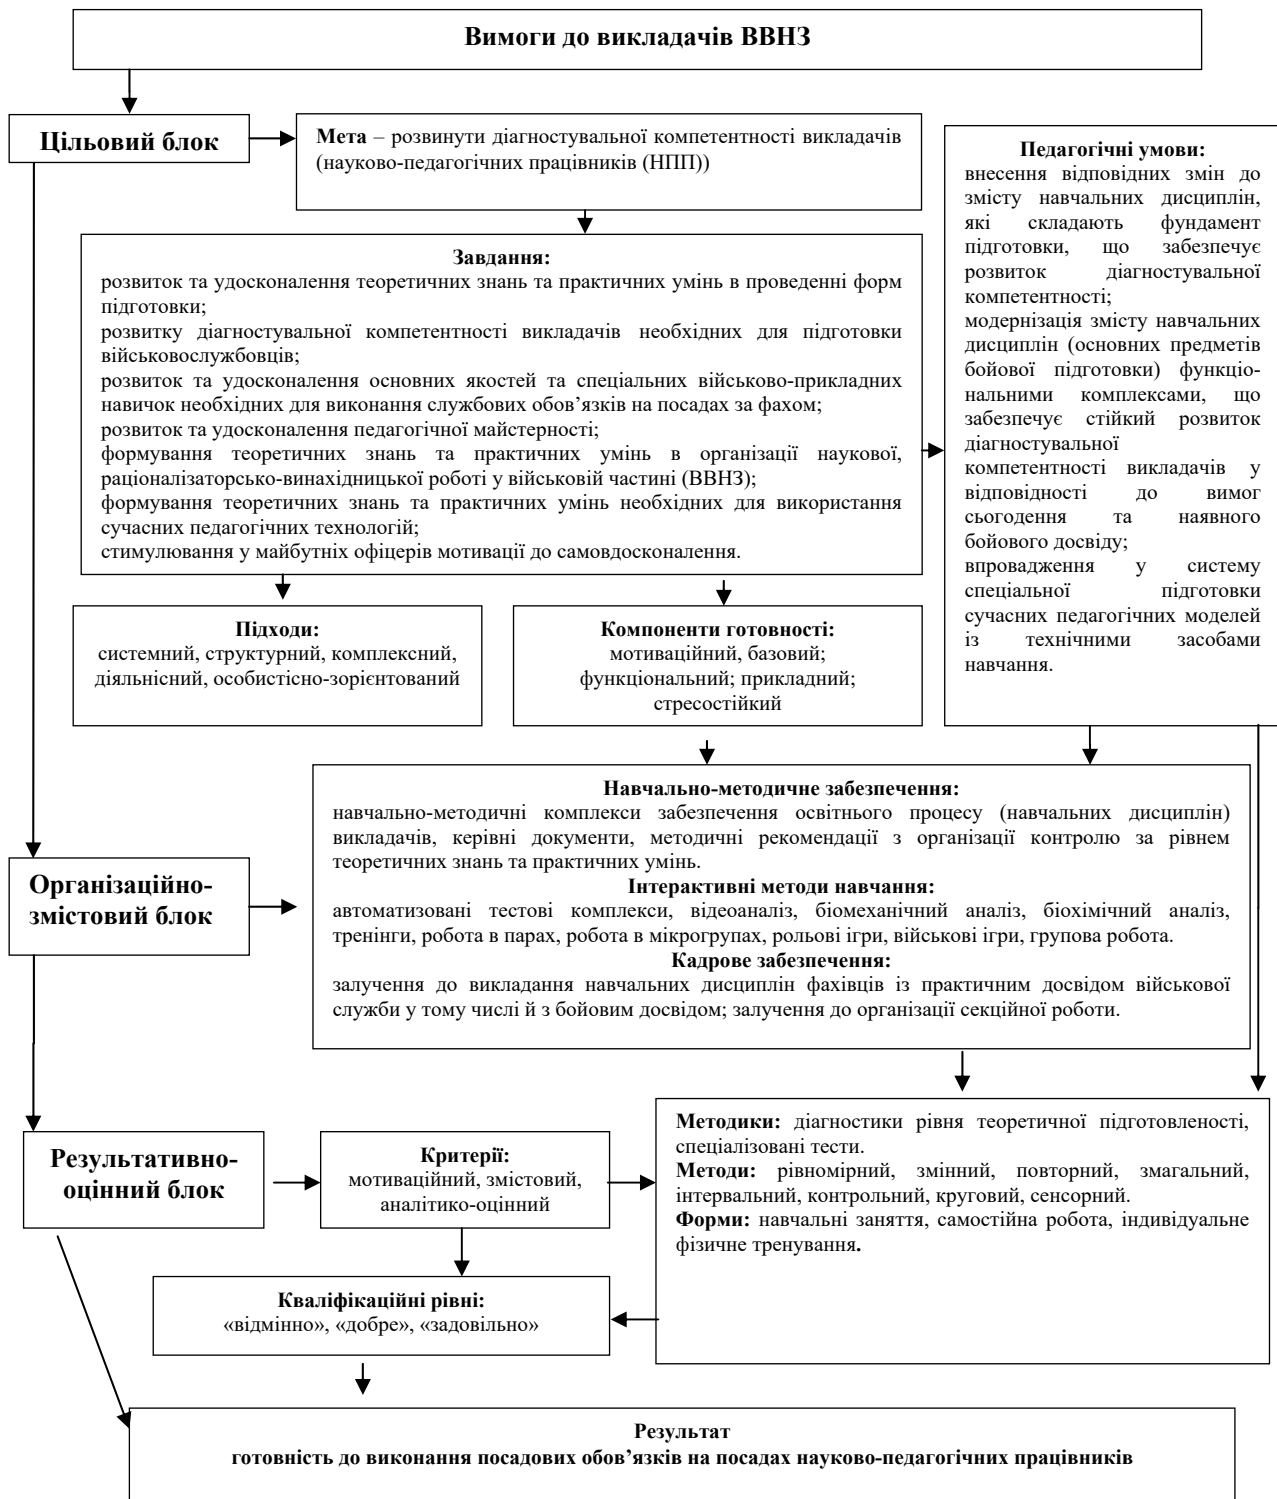 Вимоги до викладачів ВВНЗ
Цільовий блок
Мета – розвинути діагностувальної компетентності викладачів
(науково-педагогічних працівників (НПП))
Педагогічні умови:
внесення відповідних змін до
змісту навчальних дисциплін,
які складають фундамент
підготовки, що забезпечує
розвиток діагностувальної
компетентності;
модернізація змісту навчальних
дисциплін (основних предметів
бойової підготовки) функціо-
нальними комплексами, що
забезпечує стійкий розвиток
діагностувальної
компетентності викладачів у
відповідності до вимог
сьогодення та наявного
бойового досвіду;
впровадження у систему
спеціальної підготовки
сучасних педагогічних моделей
із технічними засобами
навчання.
Завдання:
розвиток та удосконалення теоретичних знань та практичних умінь в проведенні форм
підготовки;
розвитку діагностувальної компетентності викладачів необхідних для підготовки
військовослужбовців;
розвиток та удосконалення основних якостей та спеціальних військово-прикладних
навичок необхідних для виконання службових обов’язків на посадах за фахом;
розвиток та удосконалення педагогічної майстерності;
формування теоретичних знань та практичних умінь в організації наукової,
раціоналізаторсько-винахідницької роботі у військовій частині (ВВНЗ);
формування теоретичних знань та практичних умінь необхідних для використання
сучасних педагогічних технологій;
стимулювання у майбутніх офіцерів мотивації до самовдосконалення.
Підходи:
системний, структурний, комплексний,
діяльнісний, особистісно-зорієнтований
Компоненти готовності:
мотиваційний, базовий;
функціональний; прикладний;
стресостійкий
Організаційно-
змістовий блок
Навчально-методичне забезпечення:
навчально-методичні комплекси забезпечення освітнього процесу (навчальних дисциплін)
викладачів, керівні документи, методичні рекомендації з організації контролю за рівнем
теоретичних знань та практичних умінь.
Інтерактивні методи навчання:
автоматизовані тестові комплекси, відеоаналіз, біомеханічний аналіз, біохімічний аналіз,
тренінги, робота в парах, робота в мікрогрупах, рольові ігри, військові ігри, групова робота.
Кадрове забезпечення:
залучення до викладання навчальних дисциплін фахівців із практичним досвідом військової
служби у тому числі й з бойовим досвідом; залучення до організації секційної роботи.
Результативно-
оцінний блок
Критерії:
мотиваційний, змістовий,
аналітико-оцінний
Методики: діагностики рівня теоретичної підготовленості,
спеціалізовані тести.
Методи: рівномірний, змінний, повторний, змагальний,
інтервальний, контрольний, круговий, сенсорний.
Форми: навчальні заняття, самостійна робота, індивідуальне
фізичне тренування.
Кваліфікаційні рівні:
«відмінно», «добре», «задовільно»
Результат
готовність до виконання посадових обов’язків на посадах науково-педагогічних працівників